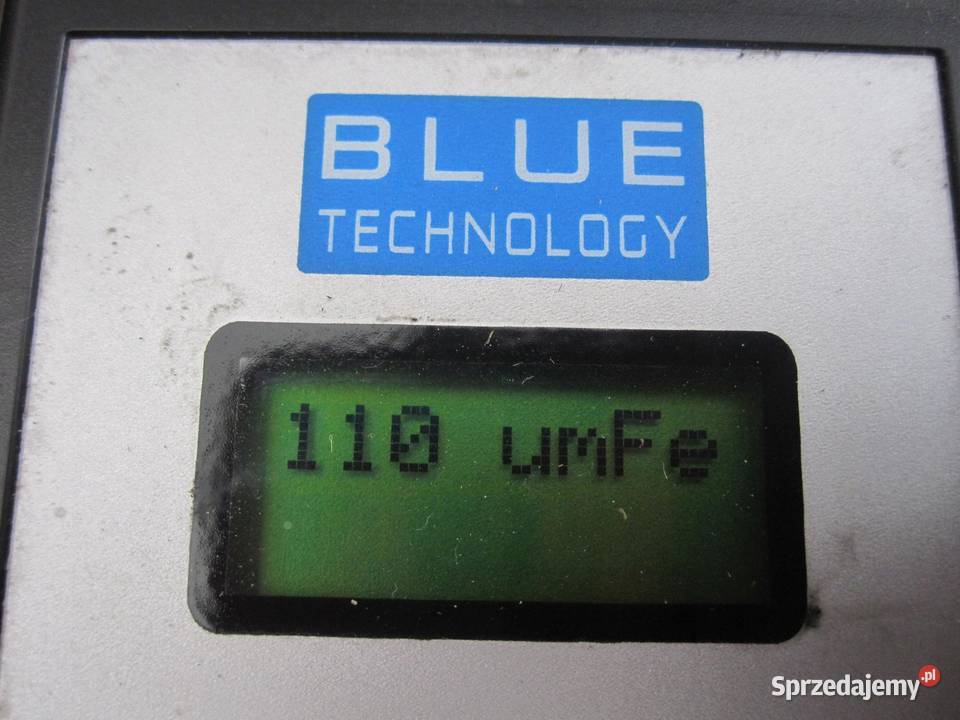 BLUE
TECHNOLOGY
110 umFe
Sprzedajemy.pl